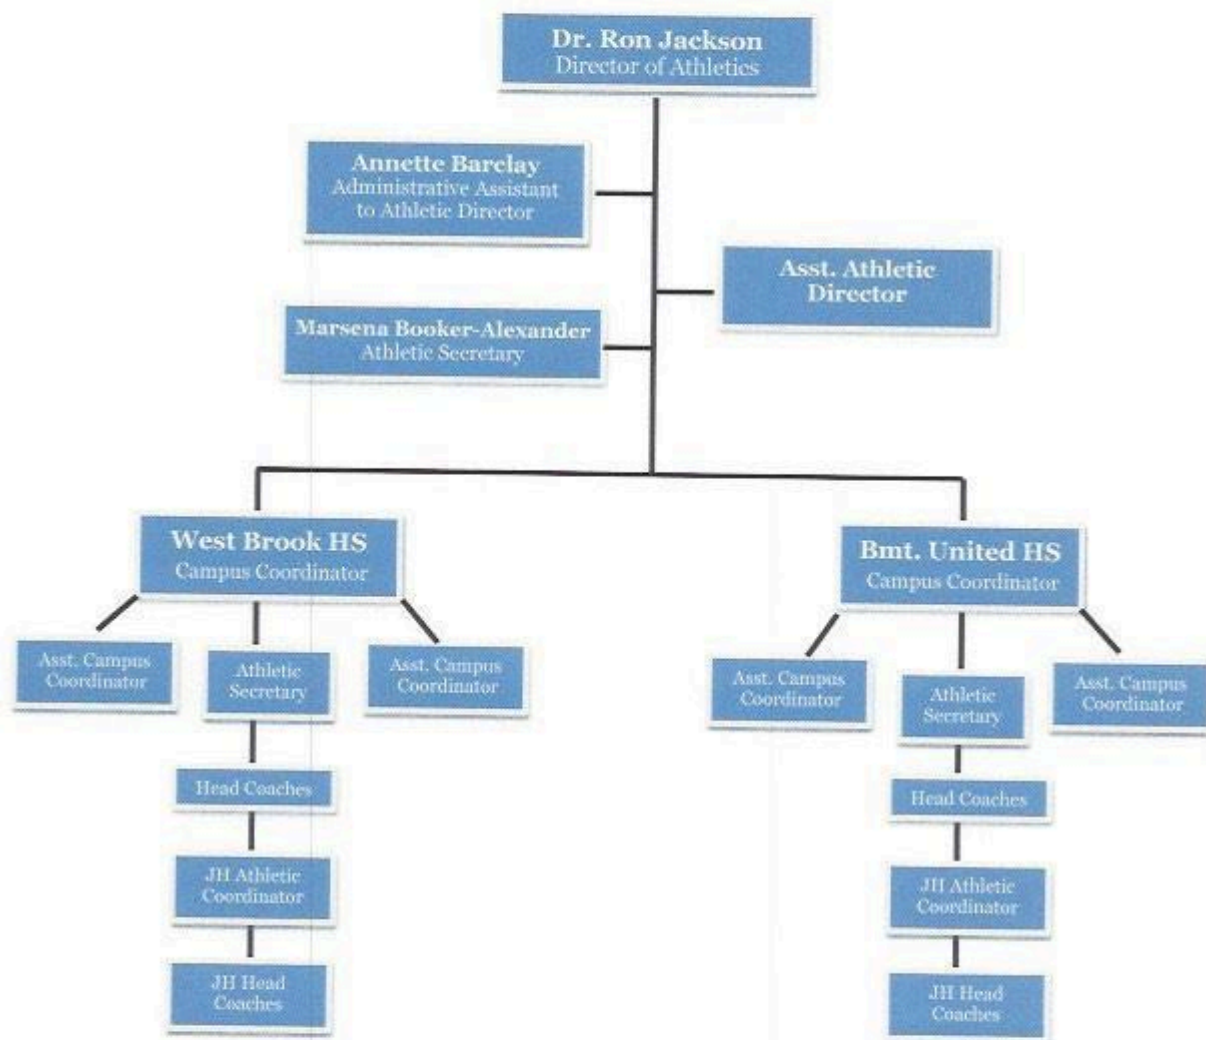 Dr. Ron Jackson
Director of Athletics
Annette Barclay
Administrative Assistant
to Athletic Director
Asst. Athletic
Director
Marsena Booker-Alexander
Athletic Secretary
West Brook HS
Campus Coordinator
Asst. Campus
Coordinator
Athletic
Secretary
Asst. Campus
Coordinator
Head Coaches
JH Athletic
Coordinator
JH Head
Coaches
Bmt. United HS
Campus Coordinator
Asst. Campus
Coordinator
Athletic
Secretary
Asst. Campus
Coordinator
Head Coaches
JH Athletic
Coordinator
JH Head
Coaches